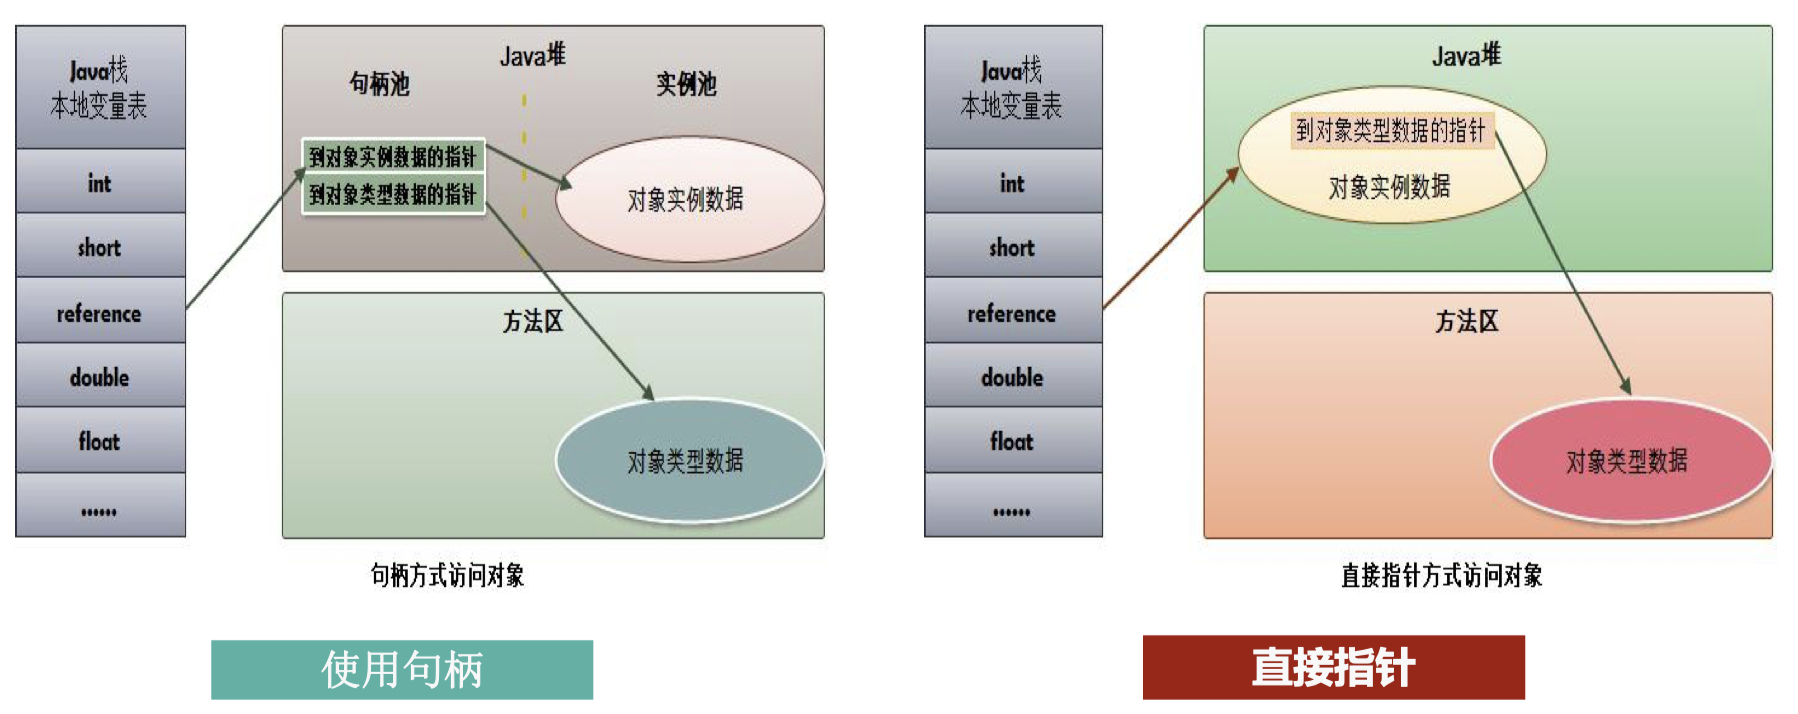 Java栈
本地变量表
int
short
reference
double
float
......
Java堆
句柄池
实例池
到对象实例数据的指针
到对象类型数据的指针
对象实例数据
方法区
对象类型数据
句柄方式访问对象
使用句柄
Java栈
本地变量表
int
short
reference
double
float
......
Java堆
到对象类型数据的指针
对象实例数据
方法区
对象类型数据
直接指针方式访问对象
直接指针